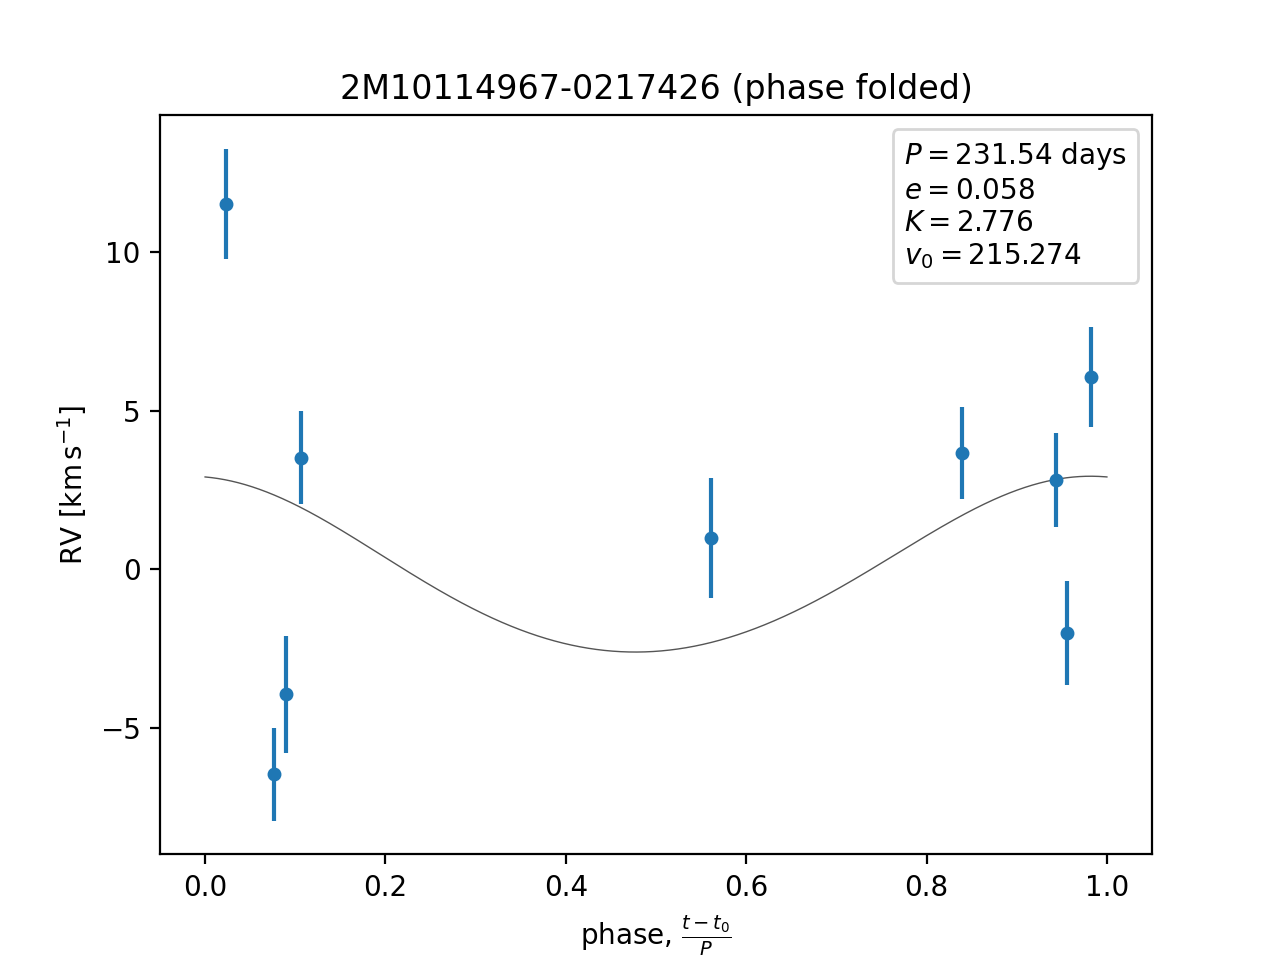 2M10114967-0217426 (phase folded)
P = 231.54 days
e = 0.058
K = 2.776
v₀ = 215.274
RV [km s⁻¹]
10
5
0
−5
0.0 0.2 0.4 0.6 0.8 1.0
phase, (t − t₀)/P